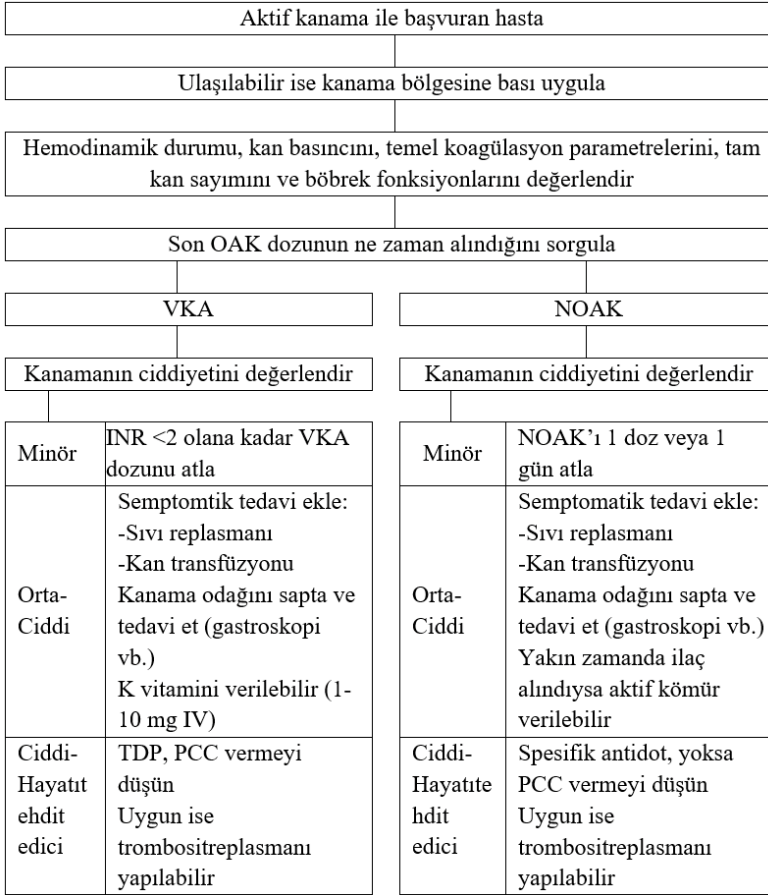 Aktif kanama ile başvuran hasta
Ulaşılabilir ise kanama bölgesine bası uygula
Hemodinamik durumu, kan basıncını, temel koagülasyon parametrelerini, tam
kan sayımını ve böbrek fonksiyonlarını değerlendir
Son OAK dozunun ne zaman alındığını sorgula
VKA
Kanamanın ciddiyetini değerlendir
Minör
INR <2 olana kadar VKA
dozunu atla
Orta-
Ciddi
Semptomtik tedavi ekle:
-Sıvı replasmanı
-Kan transfüzyonu
Kanama odağını sapta ve
tedavi et (gastroskopi
vb.)
K vitamini verilebilir (1-
10 mg IV)
Ciddi-
Hayatıt
ehdit
edici
TDP, PCC vermeyi
düşün
Uygun ise
trombositreplasmanı
yapılabilir
NOAK
Kanamanın ciddiyetini değerlendir
Minör
NOAK’ı 1 doz veya 1
gün atla
Orta-
Ciddi
Semptomatik tedavi ekle:
-Sıvı replasmanı
-Kan transfüzyonu
Kanama odağını sapta ve
tedavi et (gastroskopi vb.)
Yakın zamanda ilaç
alındıysa aktif kömür
verilebilir
Ciddi-
Hayatıte
hdit
edici
Spesifik antidot, yoksa
PCC vermeyi düşün
Uygun ise
trombositreplasmanı
yapılabilir